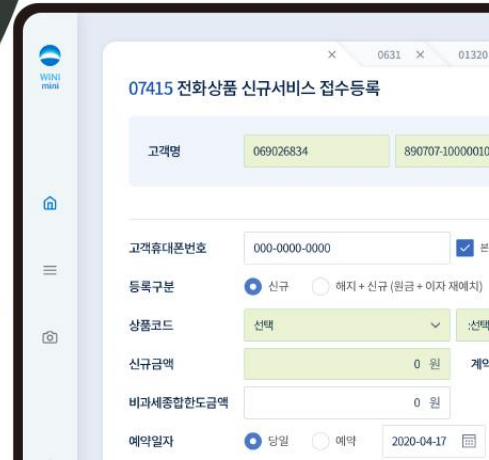 × 0631 × 01320
WINI
mini
07415 전화상품 신규서비스 접수등록
고객명 069026834 890707-10000010
고객휴대폰번호 000-0000-0000
등록구분 신규 해지 + 신규 (원금 + 이자 재예치)
상품코드 선택 :선택
신규금액 0 원 계약
비과세종합한도금액 0 원
예약일자 당일 예약 2020-04-17